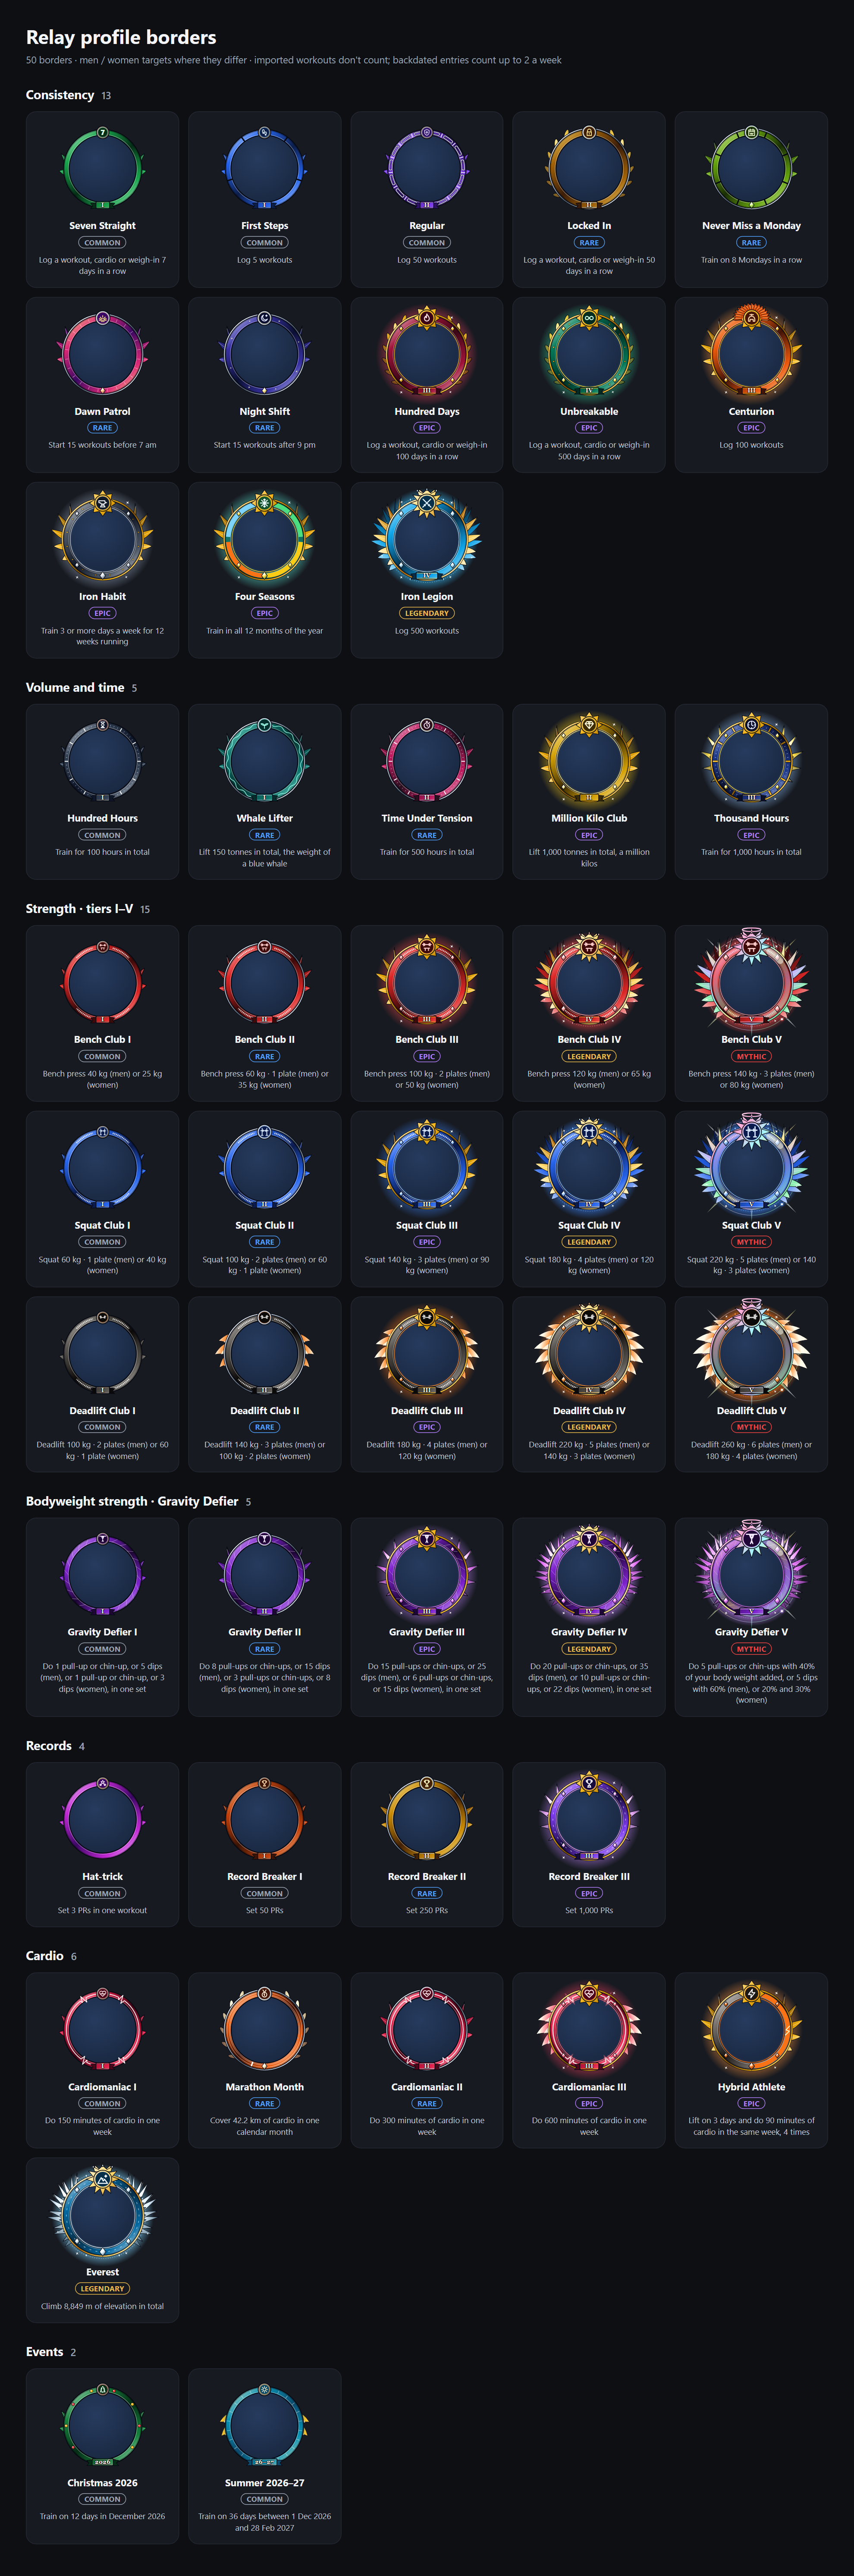 Relay profile borders
50 borders · men / women targets where they differ · imported workouts don't count; backdated entries count up to 2 a week
Consistency 13
7
I
Seven Straight
COMMON
Log a workout, cardio or weigh-in 7
days in a row
I
First Steps
COMMON
Log 5 workouts
II
Regular
COMMON
Log 50 workouts
II
Locked In
RARE
Log a workout, cardio or weigh-in 50
days in a row
Never Miss a Monday
RARE
Train on 8 Mondays in a row
Dawn Patrol
RARE
Start 15 workouts before 7 am
Night Shift
RARE
Start 15 workouts after 9 pm
III
Hundred Days
EPIC
Log a workout, cardio or weigh-in
100 days in a row
IV
Unbreakable
EPIC
Log a workout, cardio or weigh-in
500 days in a row
III
Centurion
EPIC
Log 100 workouts
Iron Habit
EPIC
Train 3 or more days a week for 12
weeks running
Four Seasons
EPIC
Train in all 12 months of the year
IV
Iron Legion
LEGENDARY
Log 500 workouts
Volume and time 5
I
Hundred Hours
COMMON
Train for 100 hours in total
I
Whale Lifter
RARE
Lift 150 tonnes in total, the weight of
a blue whale
II
Time Under Tension
RARE
Train for 500 hours in total
II
Million Kilo Club
EPIC
Lift 1,000 tonnes in total, a million
kilos
III
Thousand Hours
EPIC
Train for 1,000 hours in total
Strength · tiers I–V 15
I
Bench Club I
COMMON
Bench press 40 kg (men) or 25 kg
(women)
II
Bench Club II
RARE
Bench press 60 kg · 1 plate (men) or
35 kg (women)
III
Bench Club III
EPIC
Bench press 100 kg · 2 plates (men)
or 50 kg (women)
IV
Bench Club IV
LEGENDARY
Bench press 120 kg (men) or 65 kg
(women)
V
Bench Club V
MYTHIC
Bench press 140 kg · 3 plates (men)
or 80 kg (women)
I
Squat Club I
COMMON
Squat 60 kg · 1 plate (men) or 40 kg
(women)
II
Squat Club II
RARE
Squat 100 kg · 2 plates (men) or 60
kg · 1 plate (women)
III
Squat Club III
EPIC
Squat 140 kg · 3 plates (men) or 90
kg (women)
IV
Squat Club IV
LEGENDARY
Squat 180 kg · 4 plates (men) or 120
kg (women)
V
Squat Club V
MYTHIC
Squat 220 kg · 5 plates (men) or 140
kg · 3 plates (women)
I
Deadlift Club I
COMMON
Deadlift 100 kg · 2 plates (men) or 60
kg · 1 plate (women)
II
Deadlift Club II
RARE
Deadlift 140 kg · 3 plates (men) or
100 kg · 2 plates (women)
III
Deadlift Club III
EPIC
Deadlift 180 kg · 4 plates (men) or
120 kg (women)
IV
Deadlift Club IV
LEGENDARY
Deadlift 220 kg · 5 plates (men) or
140 kg · 3 plates (women)
V
Deadlift Club V
MYTHIC
Deadlift 260 kg · 6 plates (men) or
180 kg · 4 plates (women)
Bodyweight strength · Gravity Defier 5
I
Gravity Defier I
COMMON
Do 1 pull-up or chin-up, or 5 dips
(men), or 1 pull-up or chin-up, or 3
dips (women), in one set
II
Gravity Defier II
RARE
Do 8 pull-ups or chin-ups, or 15 dips
(men), or 3 pull-ups or chin-ups, or 8
dips (women), in one set
III
Gravity Defier III
EPIC
Do 15 pull-ups or chin-ups, or 25
dips (men), or 6 pull-ups or chin-ups,
or 15 dips (women), in one set
IV
Gravity Defier IV
LEGENDARY
Do 20 pull-ups or chin-ups, or 35
dips (men), or 10 pull-ups or chin-
ups, or 22 dips (women), in one set
V
Gravity Defier V
MYTHIC
Do 5 pull-ups or chin-ups with 40%
of your body weight added, or 5 dips
with 60% (men), or 20% and 30%
(women)
Records 4
Hat-trick
COMMON
Set 3 PRs in one workout
I
Record Breaker I
COMMON
Set 50 PRs
II
Record Breaker II
RARE
Set 250 PRs
III
Record Breaker III
EPIC
Set 1,000 PRs
Cardio 6
I
Cardiomaniac I
COMMON
Do 150 minutes of cardio in one
week
Marathon Month
RARE
Cover 42.2 km of cardio in one
calendar month
II
Cardiomaniac II
RARE
Do 300 minutes of cardio in one
week
III
Cardiomaniac III
EPIC
Do 600 minutes of cardio in one
week
Hybrid Athlete
EPIC
Lift on 3 days and do 90 minutes of
cardio in the same week, 4 times
Everest
LEGENDARY
Climb 8,849 m of elevation in total
Events 2
2026
Christmas 2026
COMMON
Train on 12 days in December 2026
26–27
Summer 2026–27
COMMON
Train on 36 days between 1 Dec 2026
and 28 Feb 2027